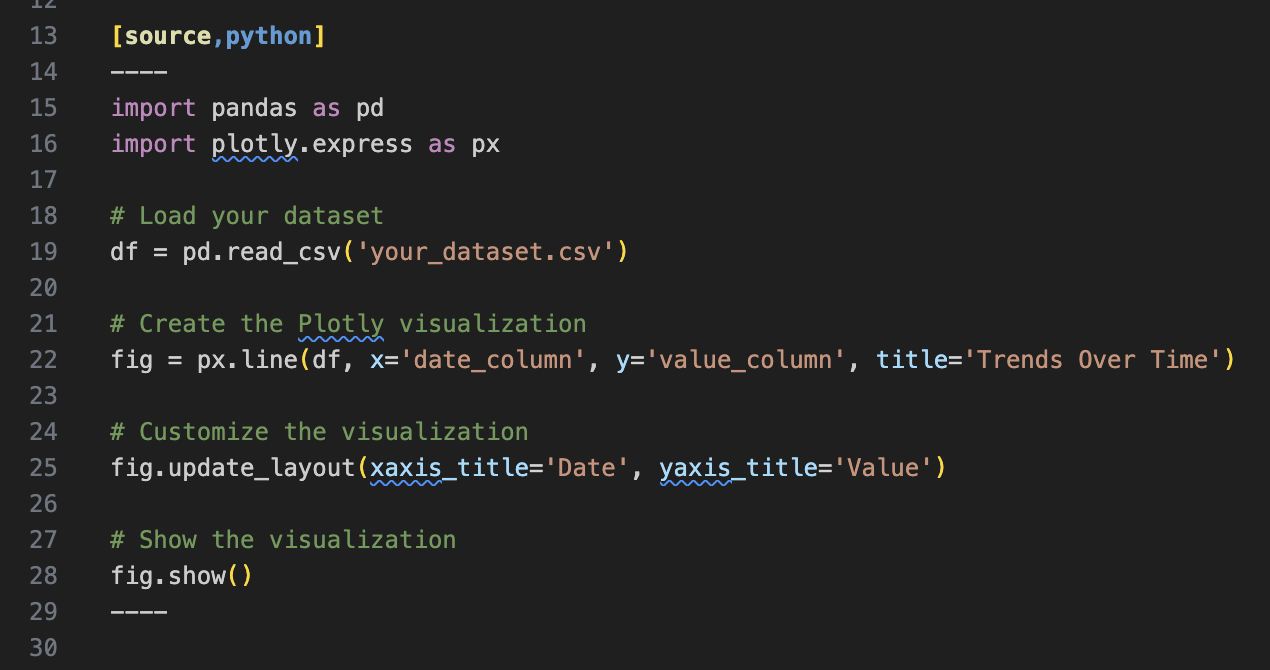 12
13 [source,python]
14 ----
15 import pandas as pd
16 import plotly.express as px
17
18 # Load your dataset
19 df = pd.read_csv('your_dataset.csv')
20
21 # Create the Plotly visualization
22 fig = px.line(df, x='date_column', y='value_column', title='Trends Over Time')
23
24 # Customize the visualization
25 fig.update_layout(xaxis_title='Date', yaxis_title='Value')
26
27 # Show the visualization
28 fig.show()
29 ----
30